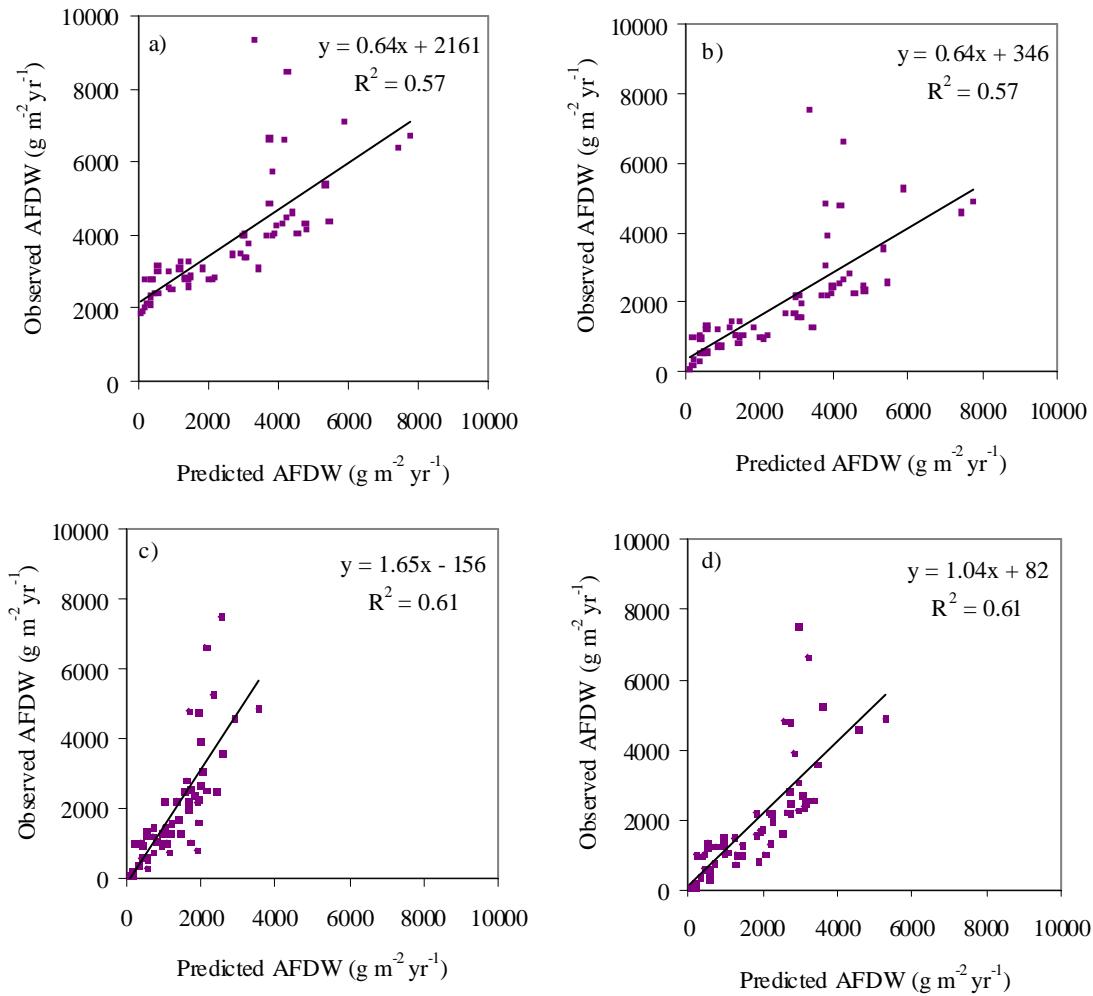 a)
y = 0.64x + 2161
R² = 0.57
Observed AFDW (g m⁻² yr⁻¹)
10000
8000
6000
4000
2000
0
0 2000 4000 6000 8000 10000
Predicted AFDW (g m⁻² yr⁻¹)
b)
y = 0.64x + 346
R² = 0.57
Observed AFDW (g m⁻² yr⁻¹)
10000
8000
6000
4000
2000
0
0 2000 4000 6000 8000 10000
Predicted AFDW (g m⁻² yr⁻¹)
c)
y = 1.65x - 156
R² = 0.61
Observed AFDW (g m⁻² yr⁻¹)
10000
8000
6000
4000
2000
0
0 2000 4000 6000 8000 10000
Predicted AFDW (g m⁻² yr⁻¹)
d)
y = 1.04x + 82
R² = 0.61
Observed AFDW (g m⁻² yr⁻¹)
10000
8000
6000
4000
2000
0
0 2000 4000 6000 8000 10000
Predicted AFDW (g m⁻² yr⁻¹)